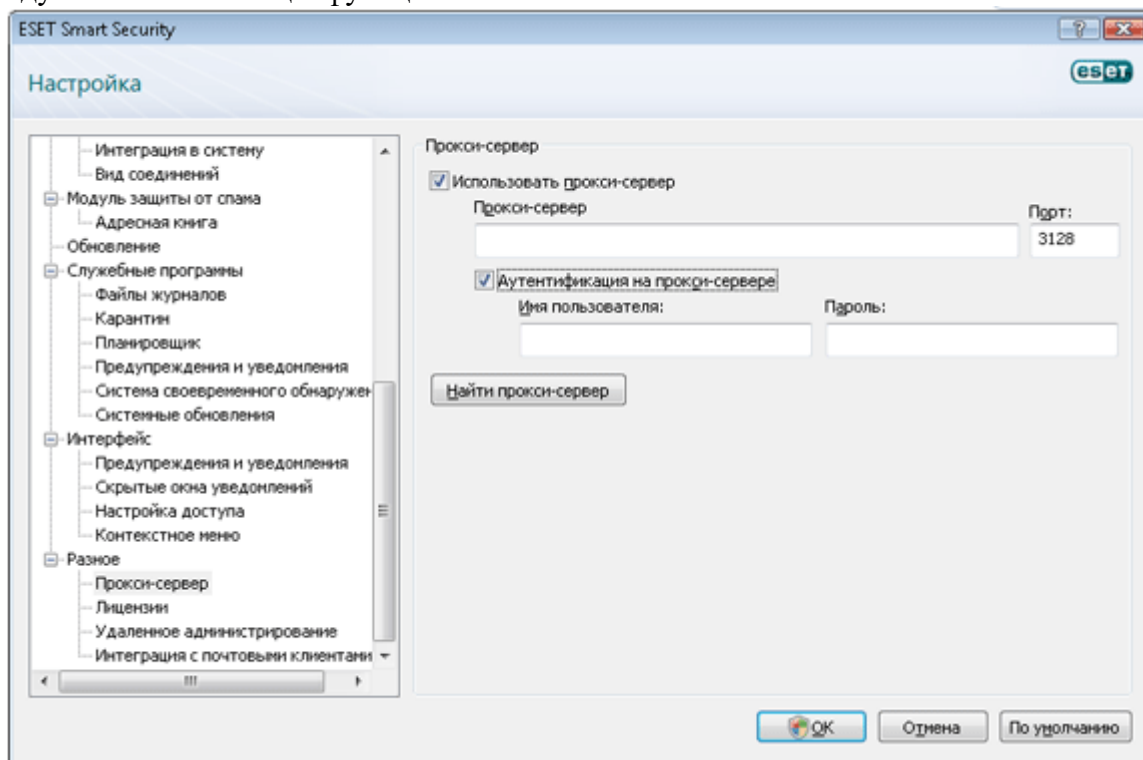 ESET Smart Security
eset
Настройка
Интеграция в систему
Вид соединений
Модуль защиты от спама
Адресная книга
Обновление
Служебные программы
Файлы журналов
Карантин
Планировщик
Предупреждения и уведомления
Система своевременного обнаружен
Системные обновления
Интерфейс
Предупреждения и уведомления
Скрытые окна уведомлений
Настройка доступа
Контекстное меню
Разное
Прокси-сервер
Лицензии
Удаленное администрирование
Интеграция с почтовыми клиентами
Прокси-сервер
Использовать прокси-сервер
Прокси-сервер
Порт:
3128
Аутентификация на прокси-сервере
Имя пользователя:
Пароль:
Найти прокси-сервер
OK
Отмена
По умолчанию